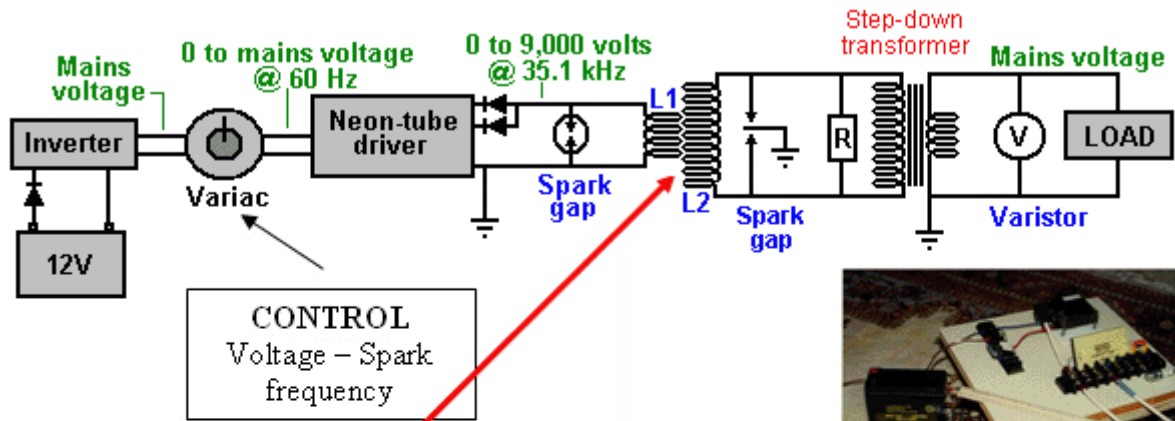 Mains
voltage
0 to mains voltage
@ 60 Hz
0 to 9,000 volts
@ 35.1 kHz
Step-down
transformer
Mains voltage
Inverter
Variac
Neon-tube
driver
Spark
gap
L1
L2
Spark
gap
R
V
LOAD
Varistor
12V
CONTROL
Voltage – Spark
frequency